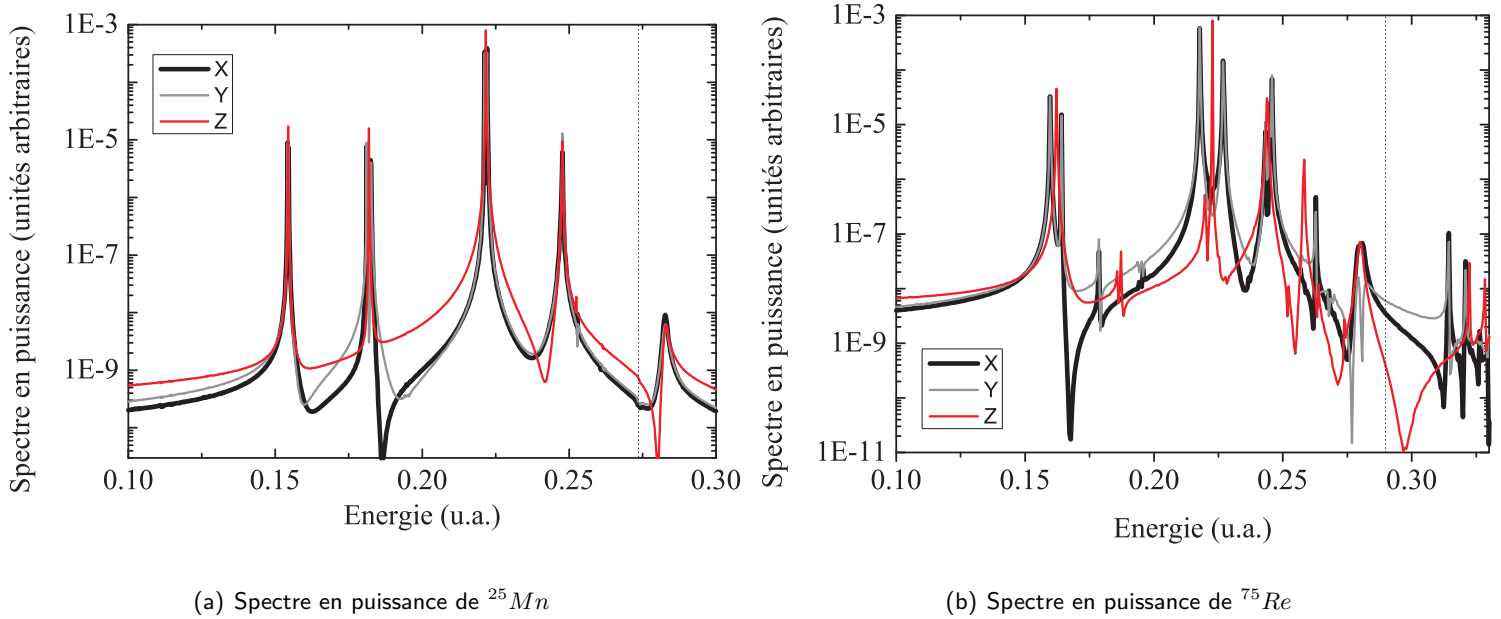 Spectre en puissance (unités arbitraires)
1E-3
1E-5
1E-7
1E-9
X
Y
Z
0.10
0.15
0.20
0.25
0.30
Energie (u.a.)
(a) Spectre en puissance de ²⁵Mn
Spectre en puissance (unités arbitraires)
1E-3
1E-5
1E-7
1E-9
1E-11
X
Y
Z
0.10
0.15
0.20
0.25
0.30
Energie (u.a.)
(b) Spectre en puissance de ⁷⁵Re